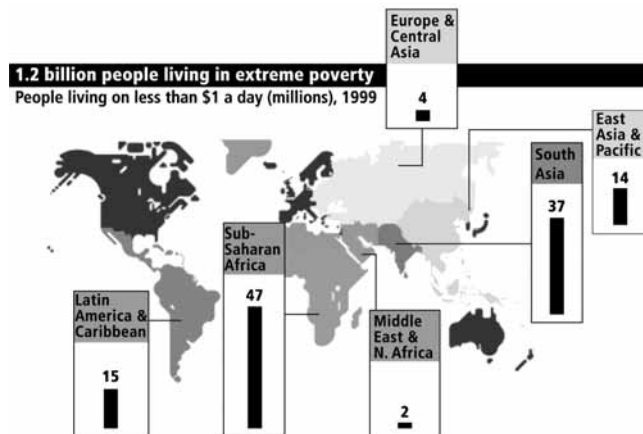 1.2 billion people living in extreme poverty
People living on less than $1 a day (millions), 1999
Europe &
Central
Asia
4
East
Asia &
Pacific
14
South
Asia
37
Sub-
Saharan
Africa
47
Latin
America &
Caribbean
15
Middle
East &
N. Africa
2